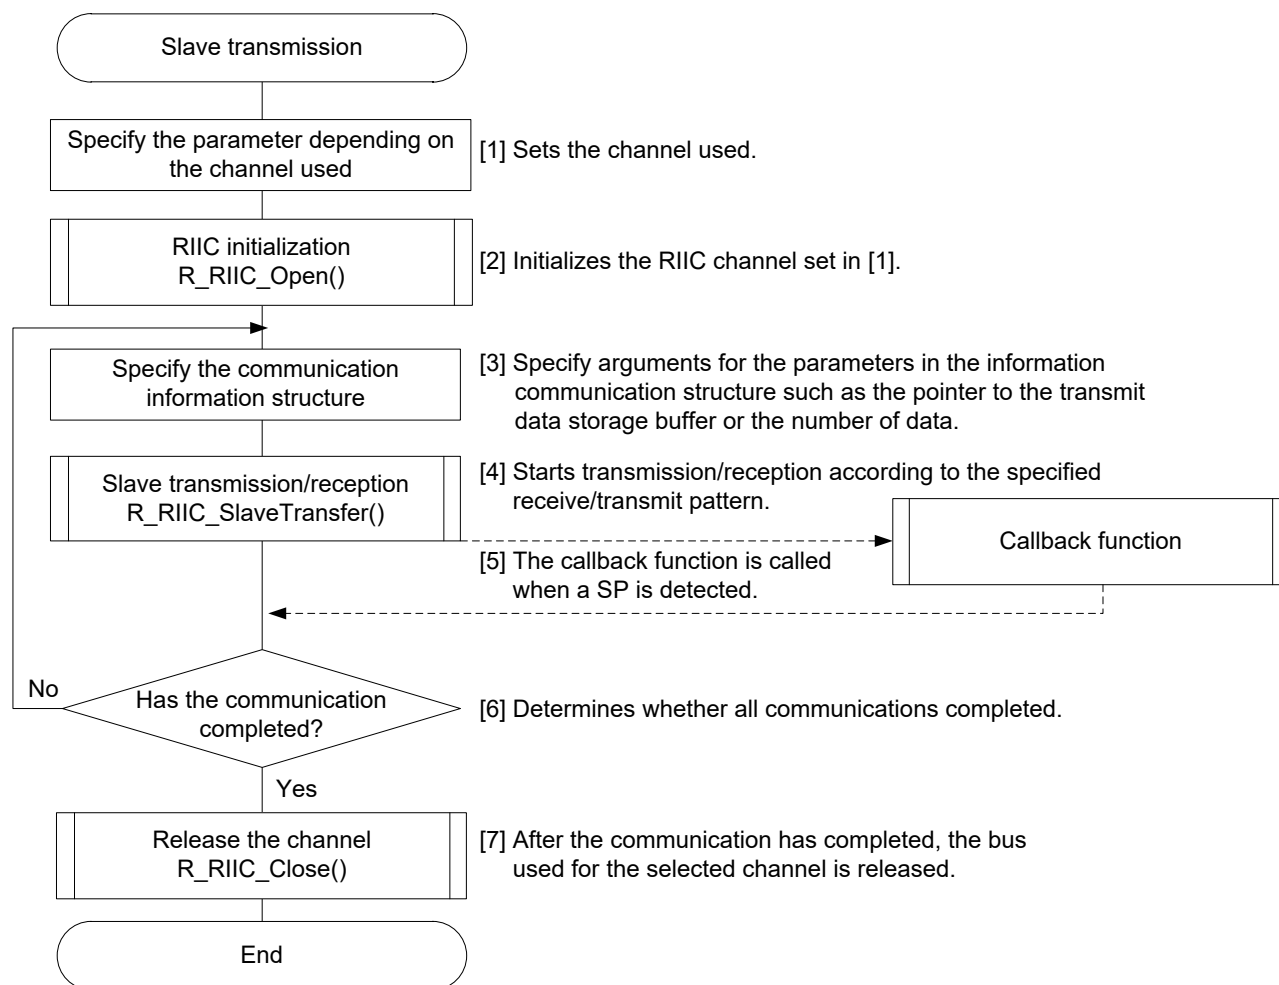 Slave transmission
Specify the parameter depending on
the channel used
[1] Sets the channel used.
RIIC initialization
R_RIIC_Open()
[2] Initializes the RIIC channel set in [1].
Specify the communication
information structure
[3] Specify arguments for the parameters in the information
communication structure such as the pointer to the transmit
data storage buffer or the number of data.
Slave transmission/reception
R_RIIC_SlaveTransfer()
[4] Starts transmission/reception according to the specified
receive/transmit pattern.
Callback function
[5] The callback function is called
when a SP is detected.
No
Has the communication
completed?
[6] Determines whether all communications completed.
Yes
Release the channel
R_RIIC_Close()
[7] After the communication has completed, the bus
used for the selected channel is released.
End